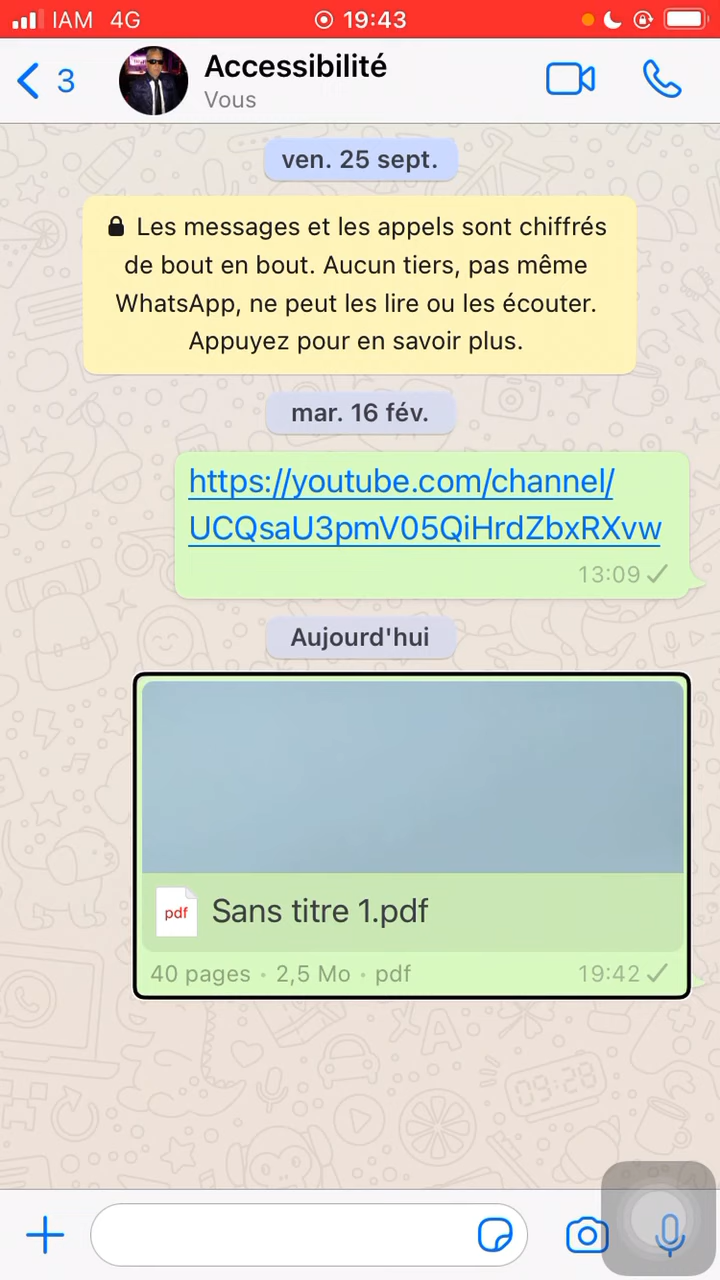 IAM 4G 19:43
3 Accessibilité
Vous
ven. 25 sept.
Les messages et les appels sont chiffrés
de bout en bout. Aucun tiers, pas même
WhatsApp, ne peut les lire ou les écouter.
Appuyez pour en savoir plus.
mar. 16 fév.
https://youtube.com/channel/
UCQsaU3pmV05QiHrdZbxRXvw
13:09
Aujourd'hui
pdf Sans titre 1.pdf
40 pages • 2,5 Mo • pdf 19:42